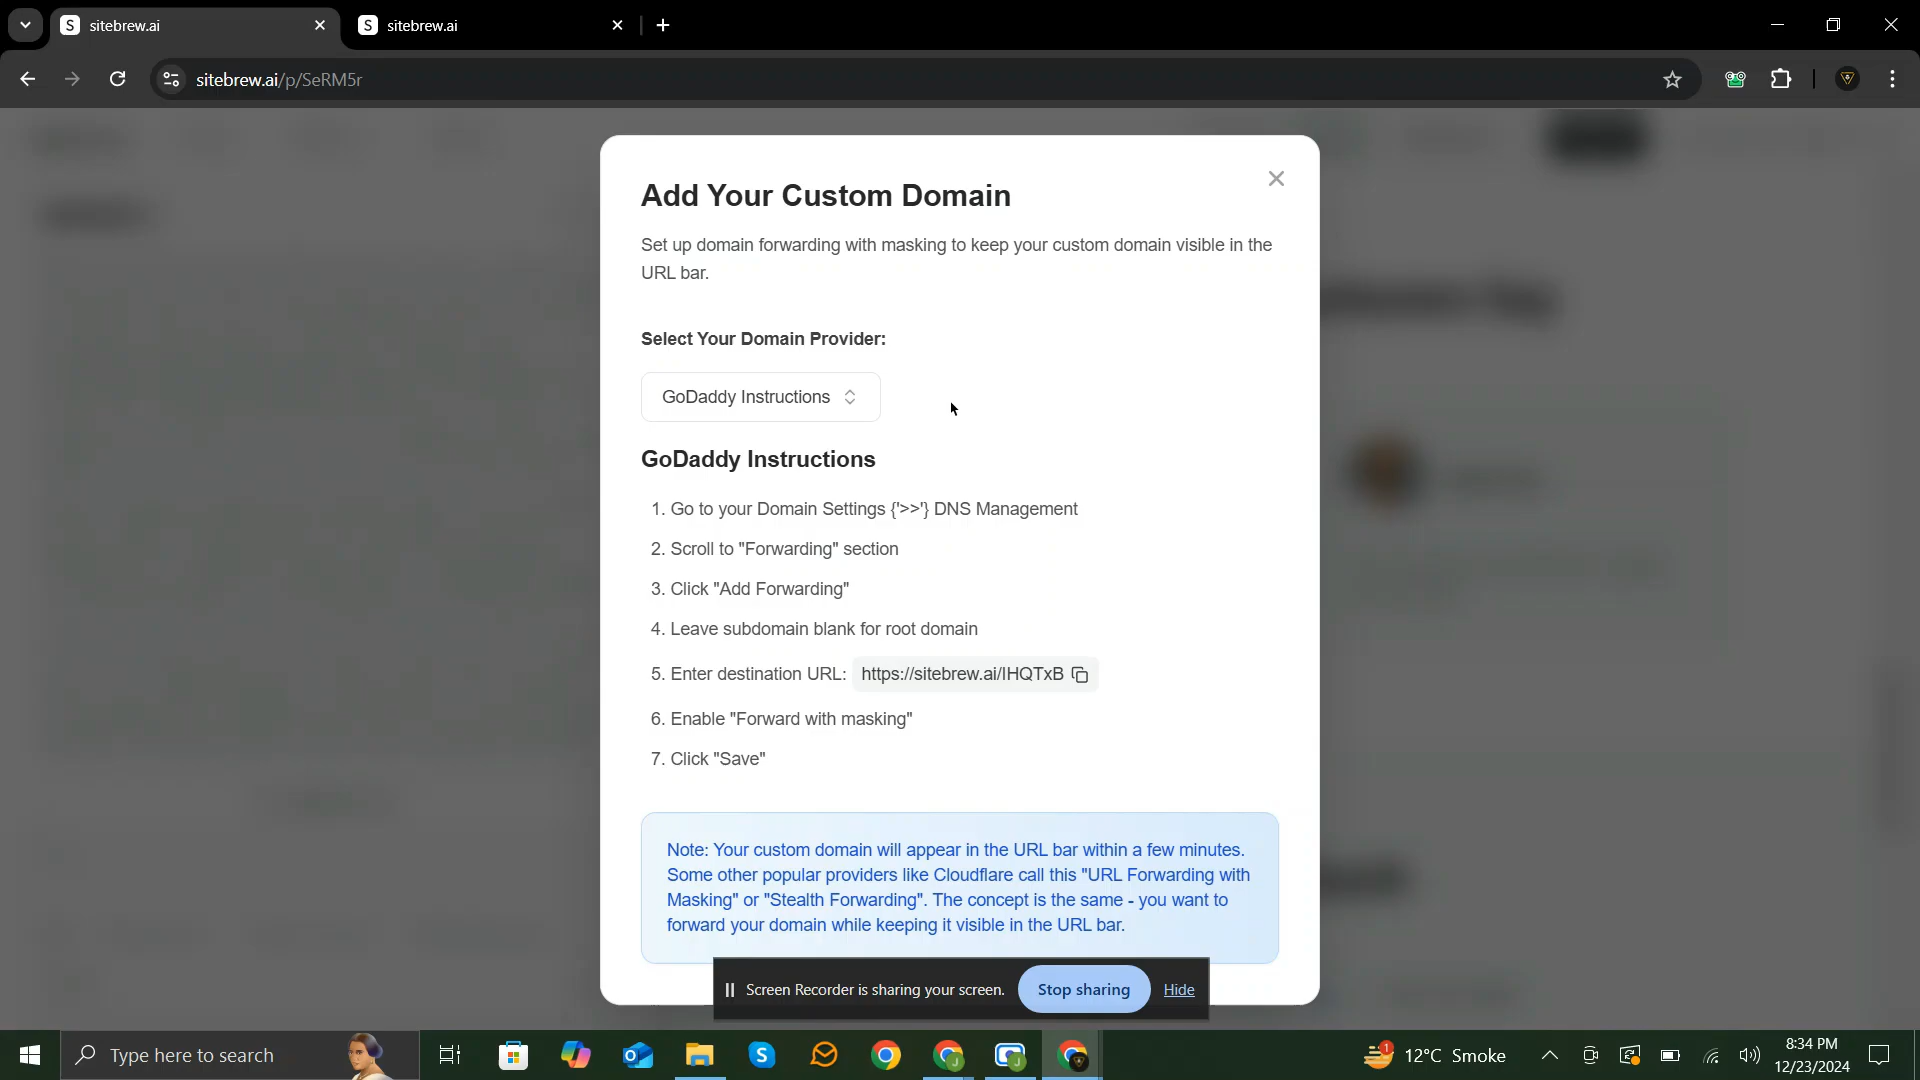 S sitebrew.ai
S sitebrew.ai
sitebrew.ai/p/SeRM5r
Add Your Custom Domain
Set up domain forwarding with masking to keep your custom domain visible in the
URL bar.
Select Your Domain Provider:
GoDaddy Instructions
GoDaddy Instructions
1. Go to your Domain Settings {'>>'} DNS Management
2. Scroll to "Forwarding" section
3. Click "Add Forwarding"
4. Leave subdomain blank for root domain
5. Enter destination URL: https://sitebrew.ai/IHQTxB
6. Enable "Forward with masking"
7. Click "Save"
Note: Your custom domain will appear in the URL bar within a few minutes.
Some other popular providers like Cloudflare call this "URL Forwarding with
Masking" or "Stealth Forwarding". The concept is the same - you want to
forward your domain while keeping it visible in the URL bar.
Screen Recorder is sharing your screen. Stop sharing Hide
Type here to search
1 12°C Smoke
8:34 PM
12/23/2024